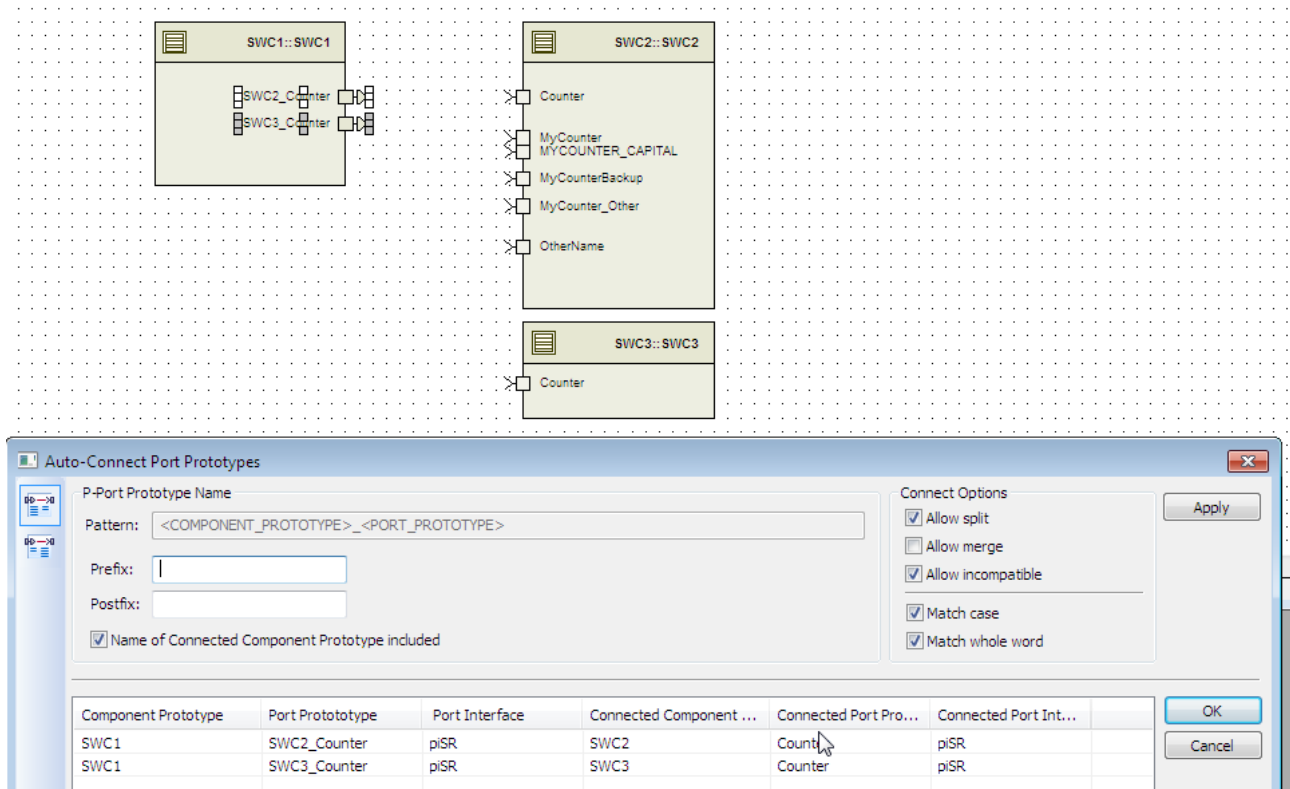 SWC1::SWC1
SWC2::SWC2
SWC2_Counter
Counter
SWC3_Counter
MyCounter
MYCOUNTER_CAPITAL
MyCounterBackup
MyCounter_Other
OtherName
SWC3::SWC3
Counter
Auto-Connect Port Prototypes
P-Port Prototype Name
Pattern: <COMPONENT_PROTOTYPE>_<PORT_PROTOTYPE>
Prefix:
Postfix:
Name of Connected Component Prototype included
Connect Options
Allow split
Allow merge
Allow incompatible
Match case
Match whole word
Apply
Component Prototype Port Protototype Port Interface Connected Component ... Connected Port Pro... Connected Port Int...
SWC1 SWC2_Counter piSR SWC2 Counter piSR
SWC1 SWC3_Counter piSR SWC3 Counter piSR
OK
Cancel